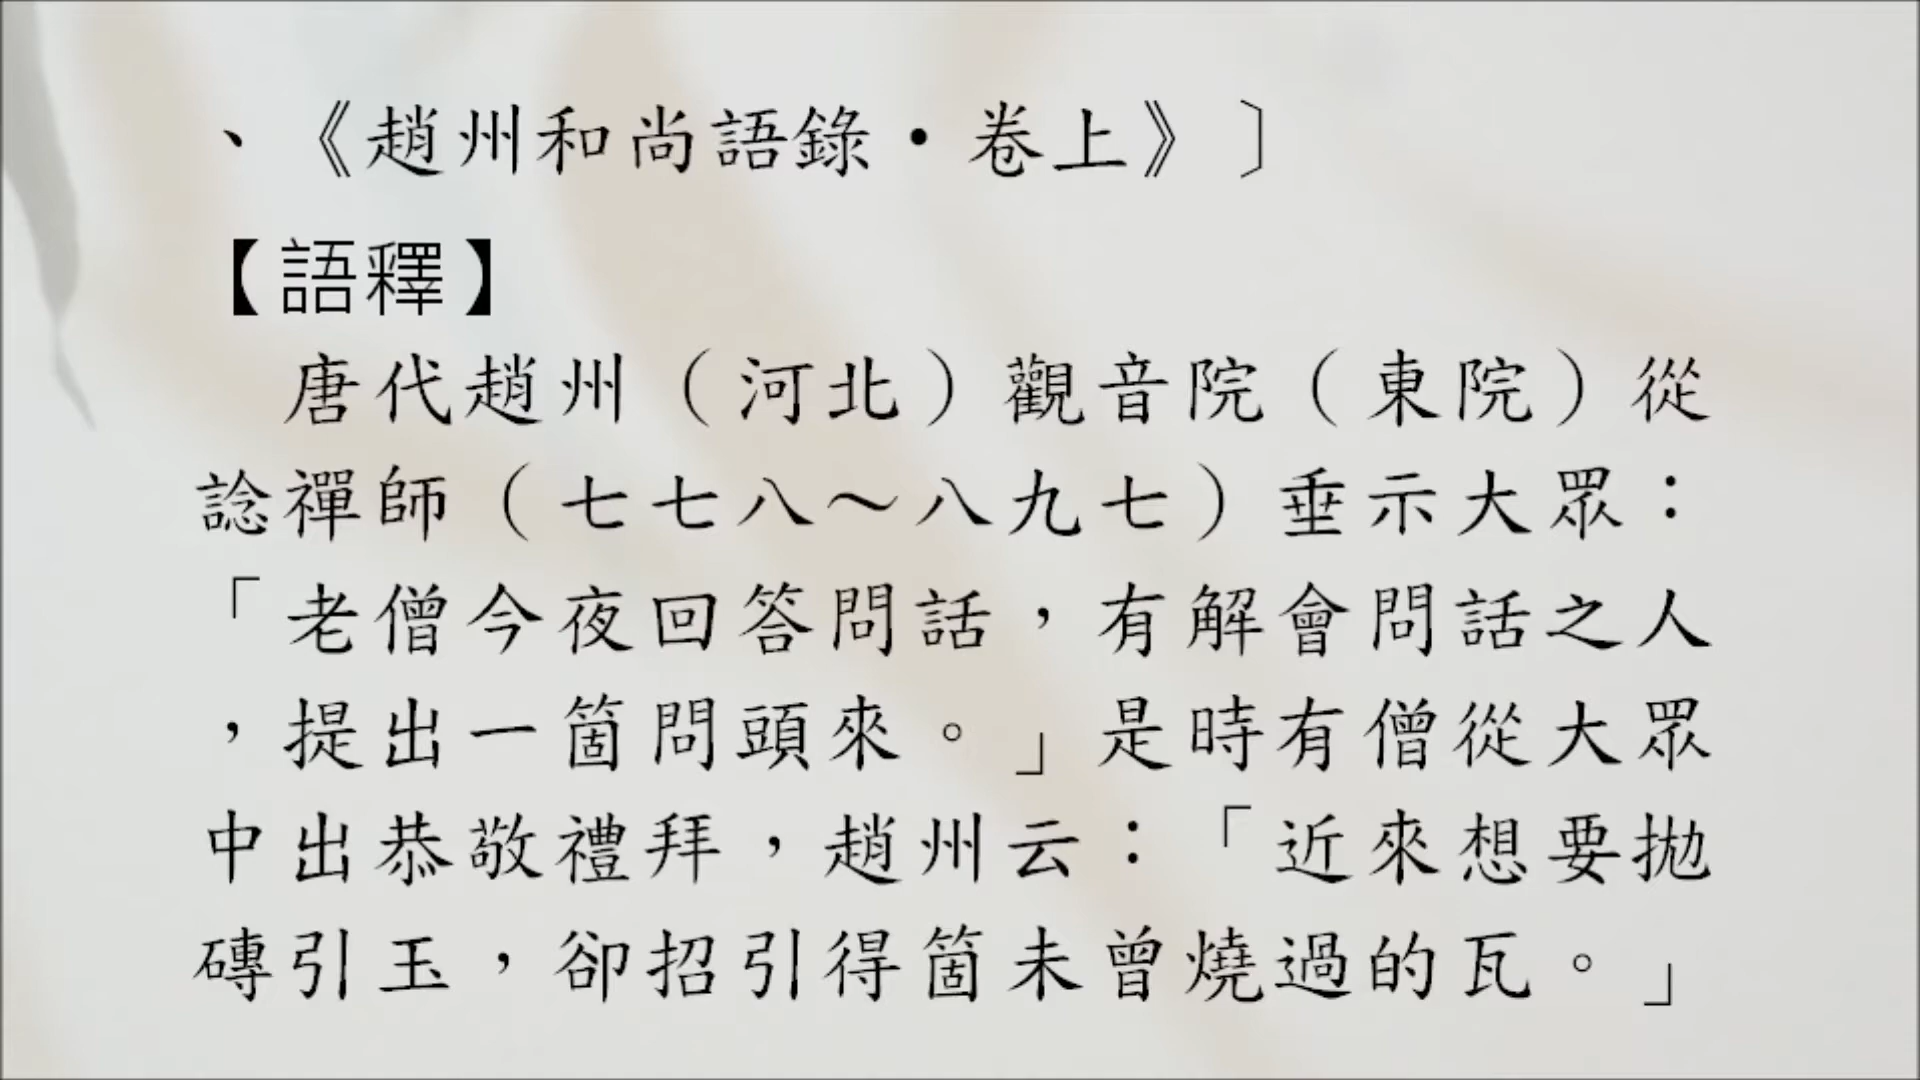 、《趙州和尚語錄·卷上》〕
【語釋】
唐代趙州（河北）觀音院（東院）從
諗禪師（七七八～八九七）垂示大眾：
「老僧今夜回答問話，有解會問話之人
，提出一箇問頭來。」是時有僧從大眾
中出恭敬禮拜，趙州云：「近來想要拋
磚引玉，卻招引得箇未曾燒過的瓦。」